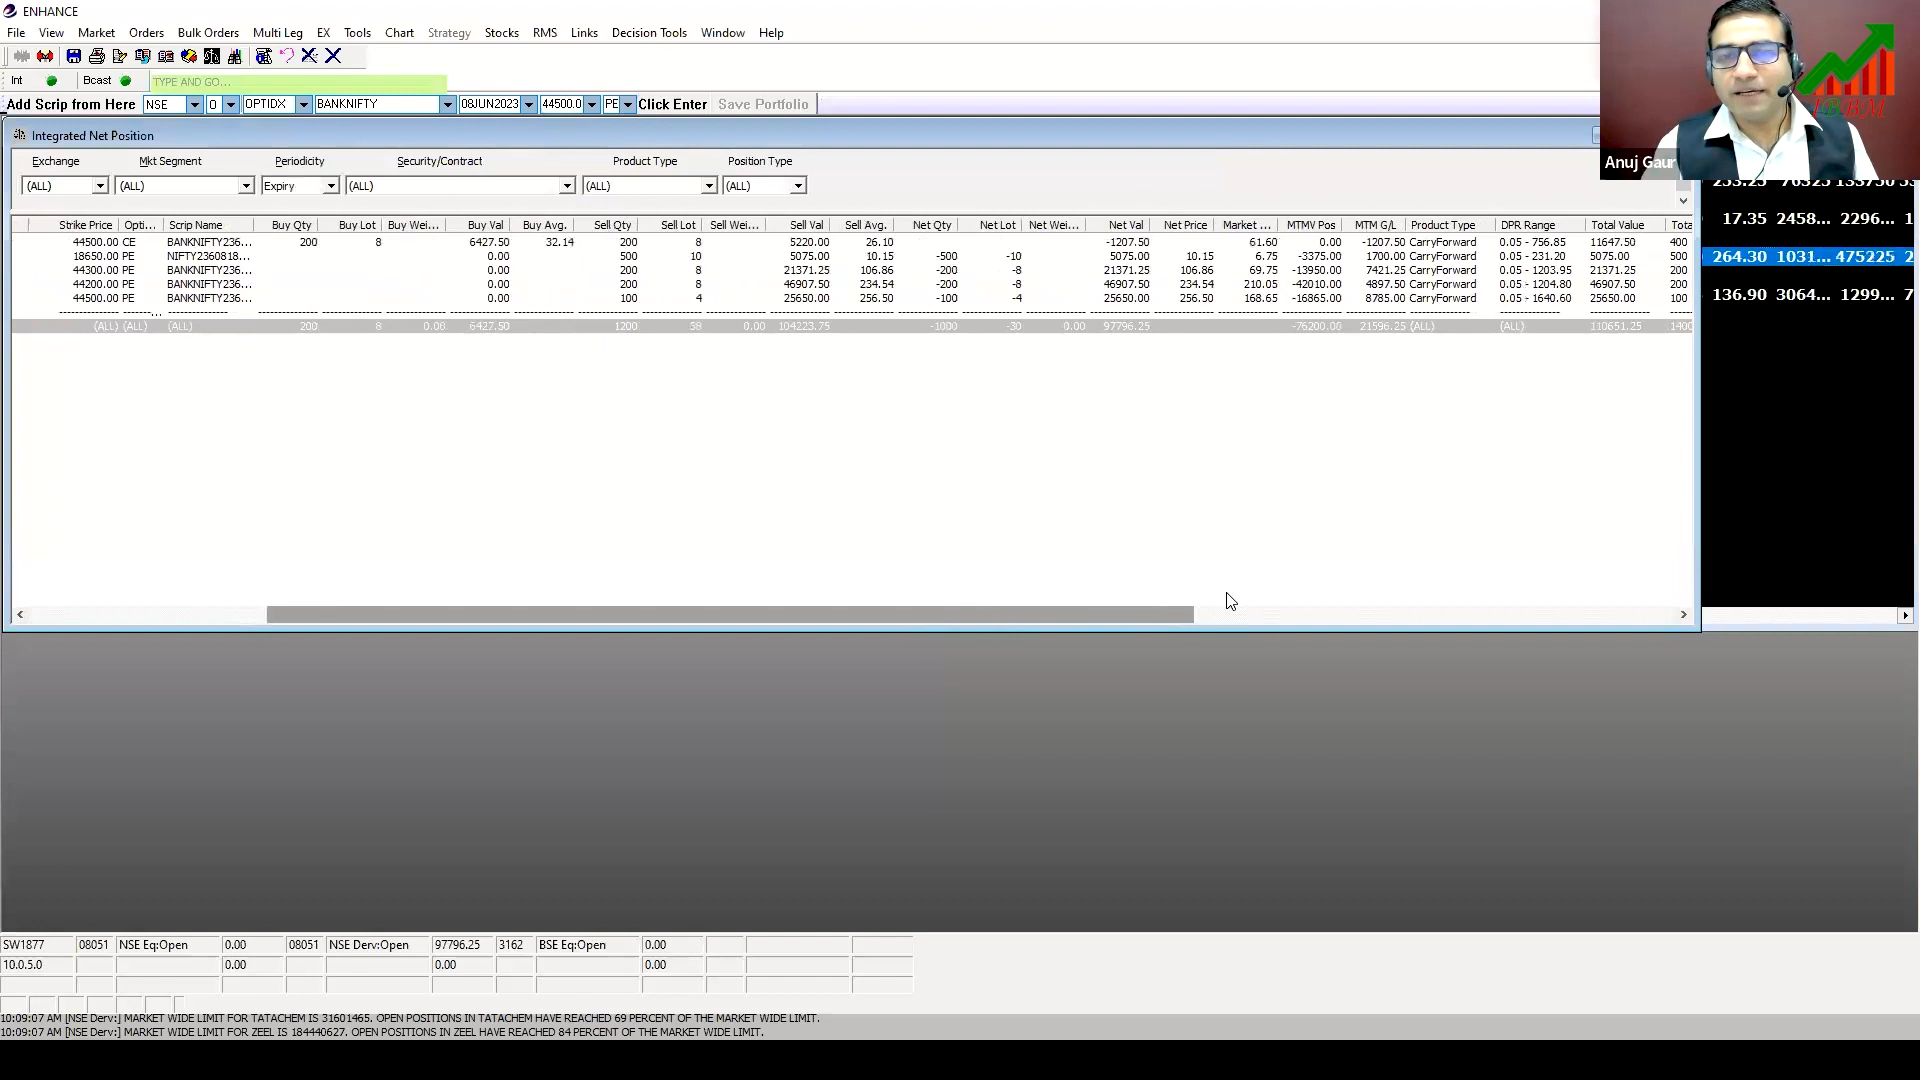 ENHANCE
File View Market Orders Bulk Orders Multi Leg EX Tools Chart Strategy Stocks RMS Links Decision Tools Window Help
Int Bcast TYPE AND GO...
Add Scrip from Here NSE O OPTIDX BANKNIFTY 08JUN2023 44500.0 PE Click Enter Save Portfolio
Integrated Net Position
Exchange Mkt Segment Periodicity Security/Contract Product Type Position Type
(ALL) (ALL) Expiry (ALL) (ALL) (ALL)
Strike Price Opti... Scrip Name Buy Qty Buy Lot Buy Wei... Buy Val Buy Avg. Sell Qty Sell Lot Sell Wei... Sell Val Sell Avg. Net Qty Net Lot Net Wei... Net Val Net Price Market ... MTMV Pos MTM G/L Product Type DPR Range Total Value Tota
44500.00 CE BANKNIFTY236... 200 8 6427.50 32.14 200 8 5220.00 26.10 -1207.50 61.60 0.00 -1207.50 CarryForward 0.05 - 756.85 11647.50 400
18650.00 PE NIFTY2360818... 0.00 500 10 5075.00 10.15 -500 -10 5075.00 10.15 6.75 -3375.00 1700.00 CarryForward 0.05 - 231.20 5075.00 500
44300.00 PE BANKNIFTY236... 0.00 200 8 21371.25 106.86 -200 -8 21371.25 106.86 69.75 -13950.00 7421.25 CarryForward 0.05 - 1203.95 21371.25 200
44200.00 PE BANKNIFTY236... 0.00 200 8 46907.50 234.54 -200 -8 46907.50 234.54 210.05 -42010.00 4897.50 CarryForward 0.05 - 1204.80 46907.50 200
44500.00 PE BANKNIFTY236... 0.00 100 4 25650.00 256.50 -100 -4 25650.00 256.50 168.65 -16865.00 8785.00 CarryForward 0.05 - 1640.60 25650.00 100
(ALL) (ALL) (ALL) 200 8 0.00 6427.50 1200 38 0.00 104223.75 -1000 -30 0.00 97796.25 -76200.00 21596.25 (ALL) (ALL) 110651.25 1400
Anuj Gaur
17.35 2458... 2296... 1
264.30 1031... 475225 2
136.90 3064... 1299... 7
SW1877 08051 NSE Eq:Open 0.00 08051 NSE Derv:Open 97796.25 3162 BSE Eq:Open 0.00
10.0.5.0 0.00 0.00 0.00
10:09:07 AM [NSE Derv:] MARKET WIDE LIMIT FOR TATACHEM IS 31601465. OPEN POSITIONS IN TATACHEM HAVE REACHED 69 PERCENT OF THE MARKET WIDE LIMIT.
10:09:07 AM [NSE Derv:] MARKET WIDE LIMIT FOR ZEEL IS 184440627. OPEN POSITIONS IN ZEEL HAVE REACHED 84 PERCENT OF THE MARKET WIDE LIMIT.